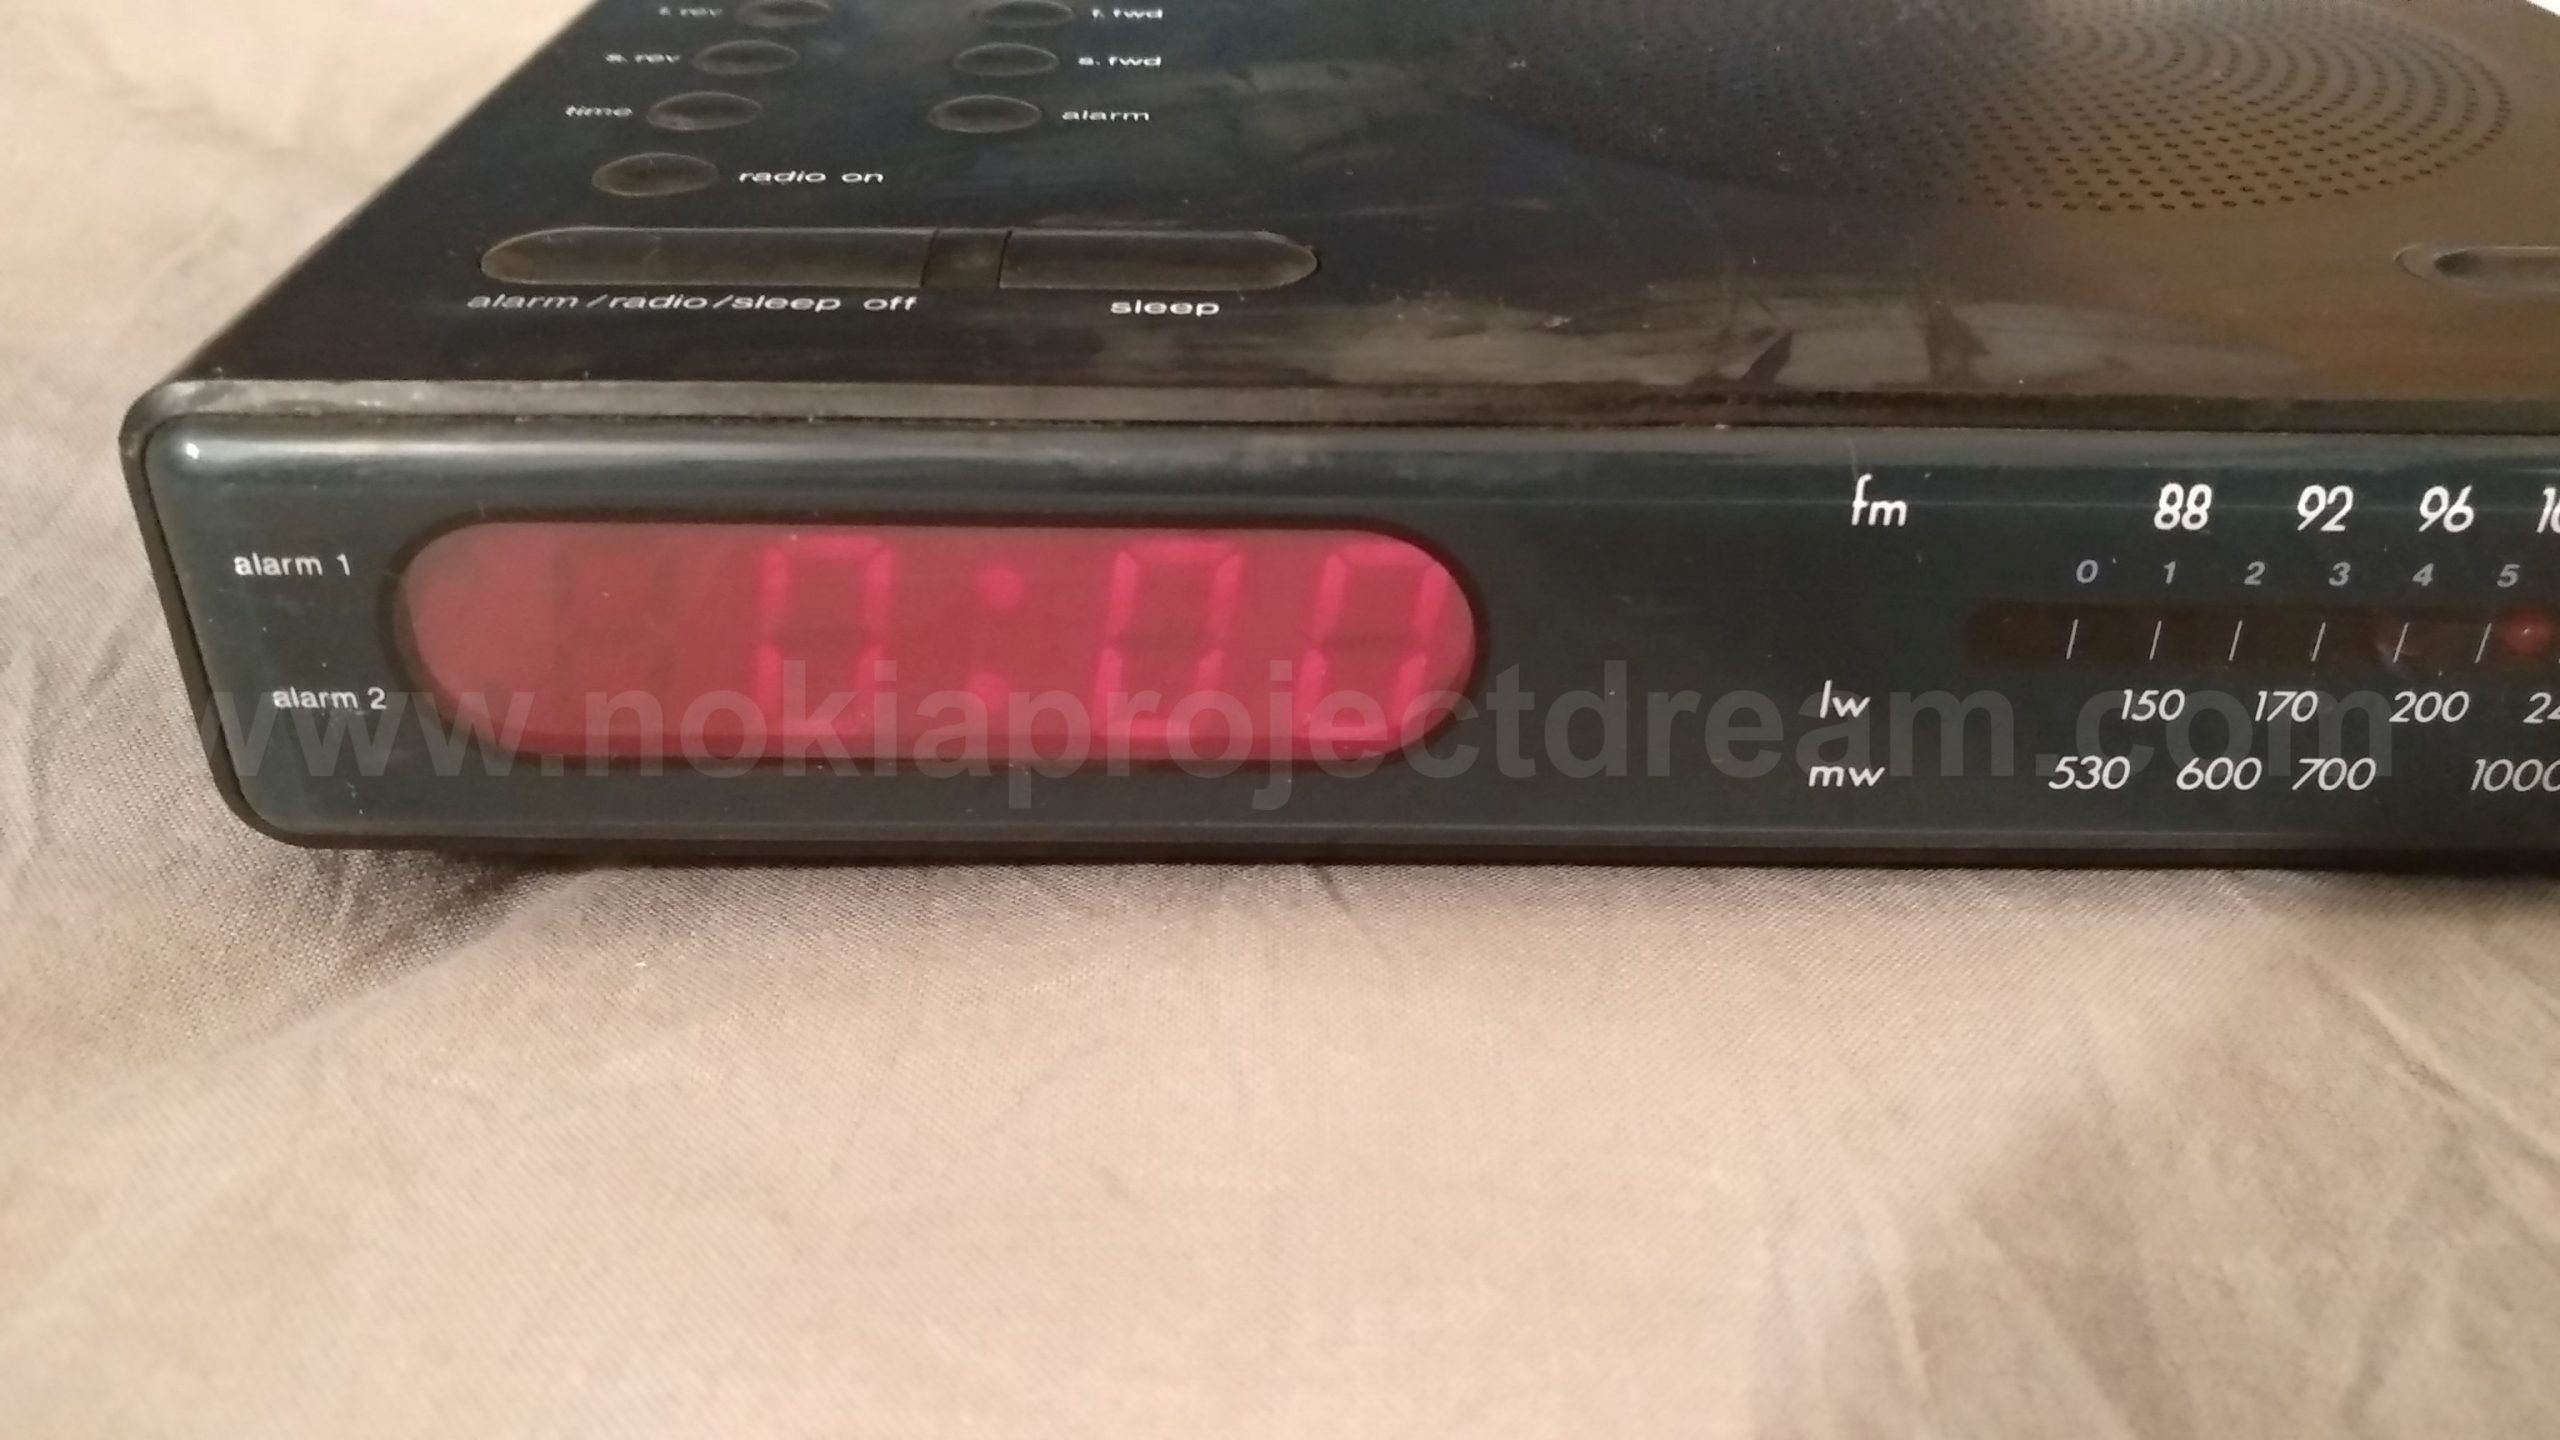 f. rev f. fwd
s. rev s. fwd
time alarm
radio on
alarm/radio/sleep off sleep
fm 88 92 96
alarm 1
0 1 2 3 4 5
0:00
alarm 2
lw 150 170 200
mw 530 600 700 1000
www.nokiaprojectdream.com